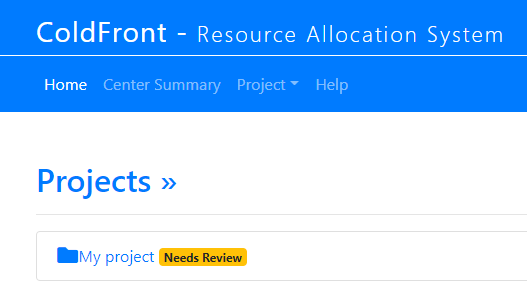 ColdFront - Resource Allocation System
Home Center Summary Project Help
Projects »
My project Needs Review